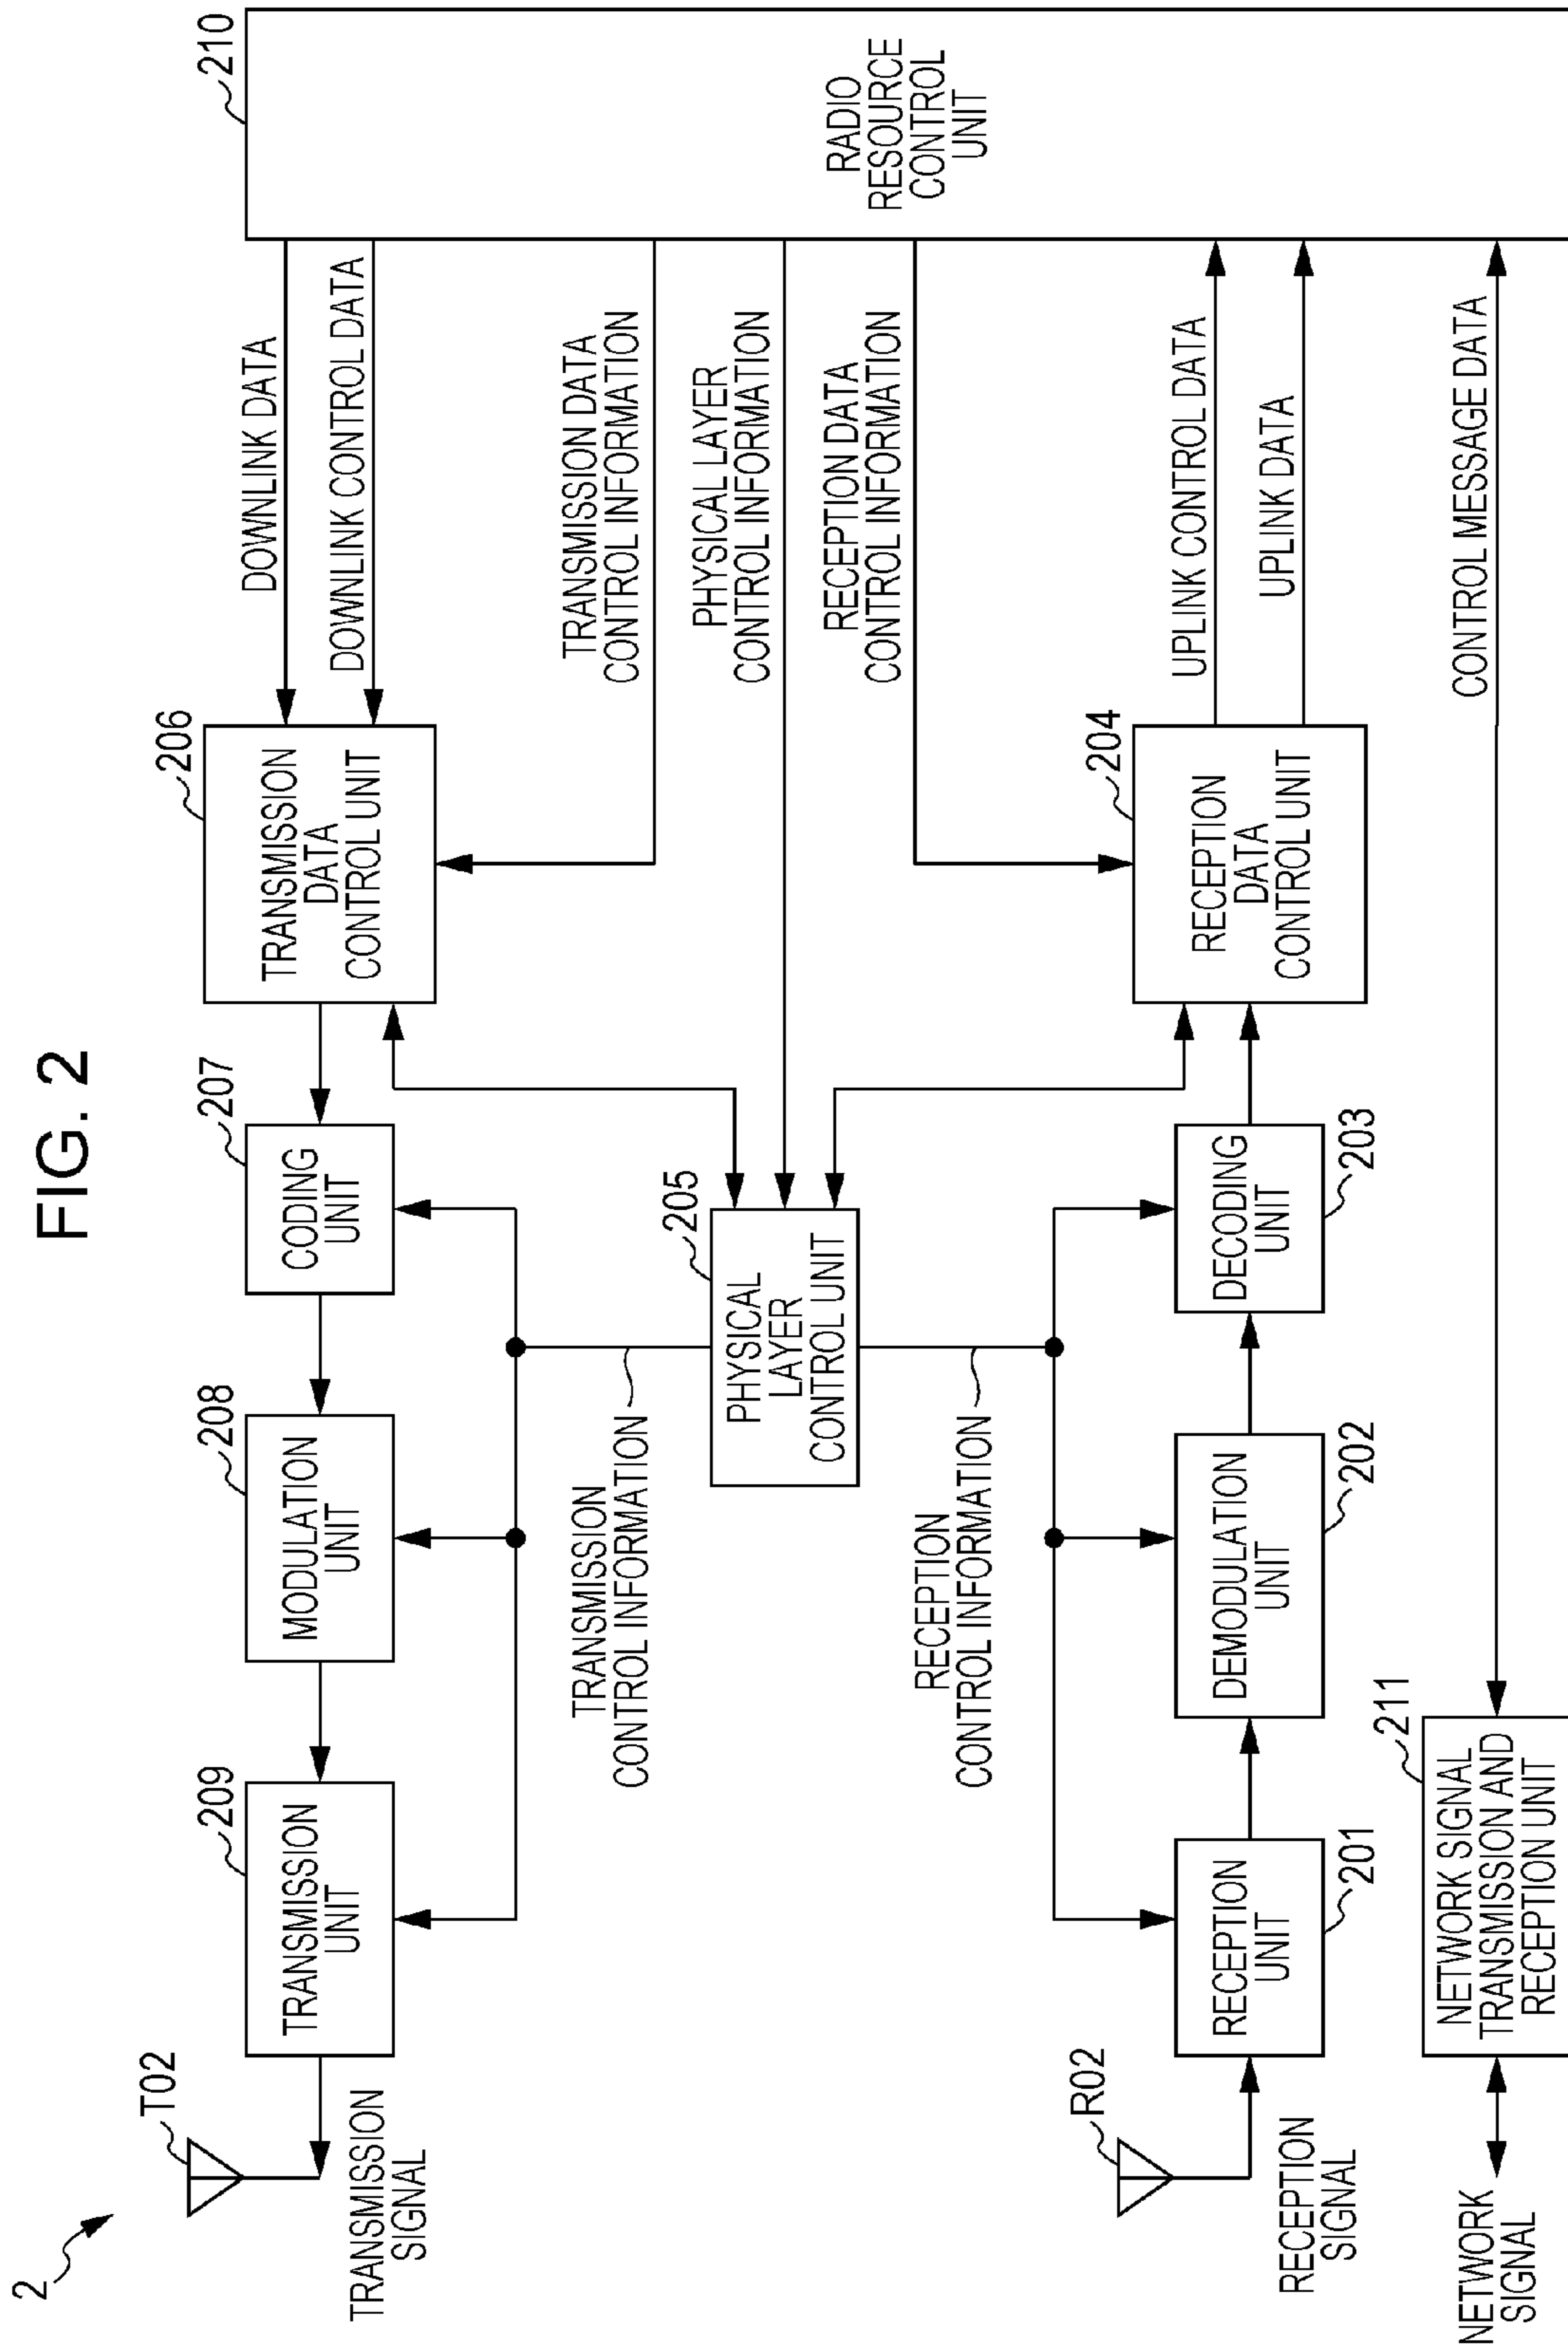 FIG. 2
2
T02
TRANSMISSION
SIGNAL
209
TRANSMISSION
UNIT
208
MODULATION
UNIT
207
CODING
UNIT
206
TRANSMISSION
DATA
CONTROL UNIT
DOWNLINK DATA
DOWNLINK CONTROL DATA
210
RADIO
RESOURCE
CONTROL
UNIT
TRANSMISSION
CONTROL INFORMATION
205
PHYSICAL
LAYER
CONTROL UNIT
TRANSMISSION DATA
CONTROL INFORMATION
PHYSICAL LAYER
CONTROL INFORMATION
RECEPTION DATA
CONTROL INFORMATION
RECEPTION
CONTROL INFORMATION
R02
RECEPTION
SIGNAL
RECEPTION
UNIT
201
DEMODULATION
UNIT
202
DECODING
UNIT
203
204
RECEPTION
DATA
CONTROL UNIT
UPLINK CONTROL DATA
UPLINK DATA
NETWORK
SIGNAL
211
NETWORK SIGNAL
TRANSMISSION AND
RECEPTION UNIT
CONTROL MESSAGE DATA